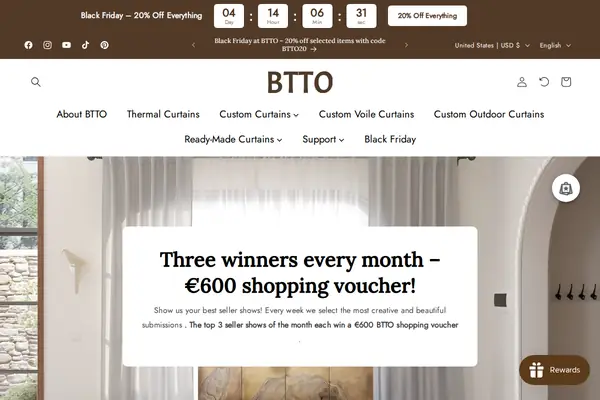 Black Friday – 20% Off Everything
04 : 14 : 06 : 31
Day Hour Min sec
20% Off Everything
Black Friday at BTTO – 20% off selected items with code
BTTO20 →
United States | USD $
English
BTTO
About BTTO
Thermal Curtains
Custom Curtains
Custom Voile Curtains
Custom Outdoor Curtains
Ready-Made Curtains
Support
Black Friday
Three winners every month –
€600 shopping voucher!
Show us your best seller shows! Every week we select the most creative and beautiful
submissions . The top 3 seller shows of the month each win a €600 BTTO shopping voucher
.
Rewards